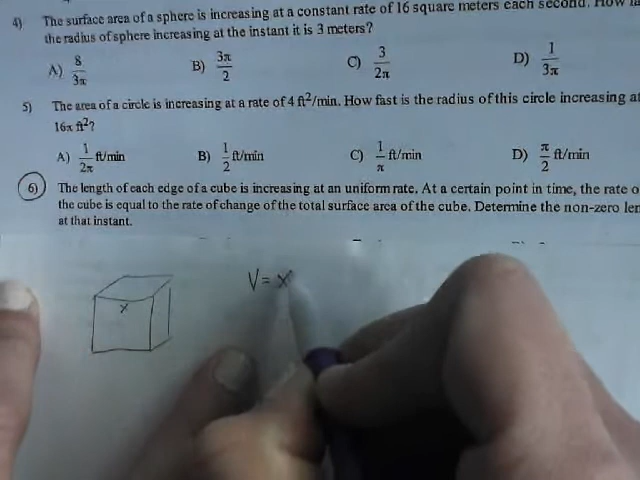 4) The surface area of a sphere is increasing at a constant rate of 16 square meters each second. How
the radius of sphere increasing at the instant it is 3 meters?
A) 8/3π B) 3π/2 C) 3/2π D) 1/3π
5) The area of a circle is increasing at a rate of 4 ft²/min. How fast is the radius of this circle increasing
16π ft²?
A) 1/2π ft/min B) 1/2 ft/min C) 1/π ft/min D) π/2 ft/min
6) The length of each edge of a cube is increasing at an uniform rate. At a certain point in time, the rate
the cube is equal to the rate of change of the total surface area of the cube. Determine the non-zero
at that instant.
V = x
x